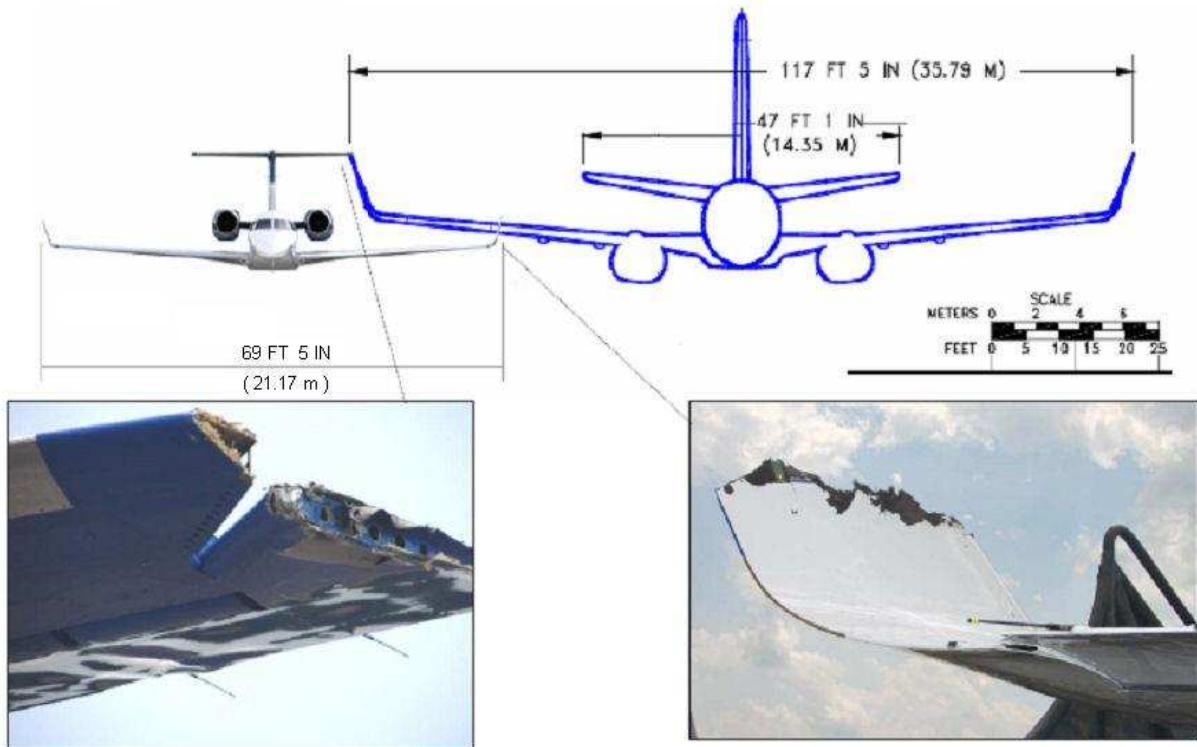 117 FT 5 IN (35.79 M)
47 FT 1 IN
(14.35 M)
SCALE
METERS 0 2 4 6
FEET 0 5 10 15 20 25
69 FT 5 IN
( 21.17 m )